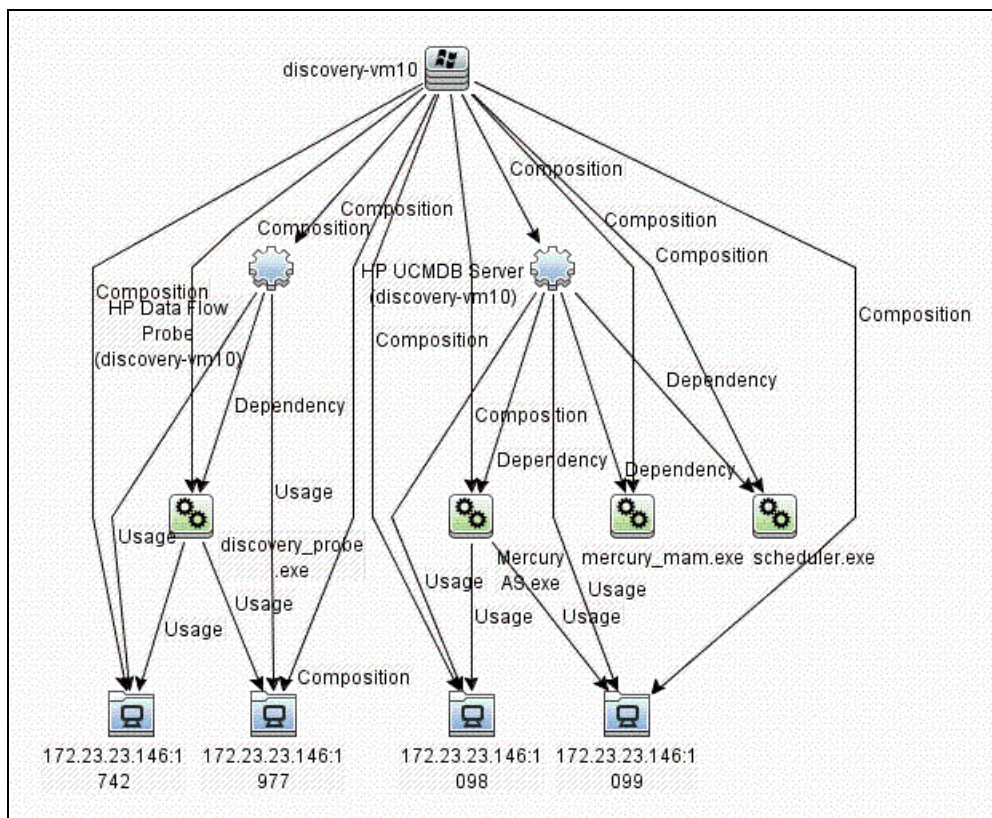 discovery-vm10
Composition
Composition
Composition
Composition
Composition
HP UCMDB Server
(discovery-vm10)
Composition
HP Data Flow
Probe
(discovery-vm10)
Composition
Composition
Dependency
Dependency
Composition
Dependency
Dependency
Usage
Usage
discovery_probe
.exe
Mercury
AS.exe
mercury_mam.exe
scheduler.exe
Usage
Usage
Usage
Usage
Usage
Usage
Composition
172.23.23.146:1
742
172.23.23.146:1
977
172.23.23.146:1
098
172.23.23.146:1
099